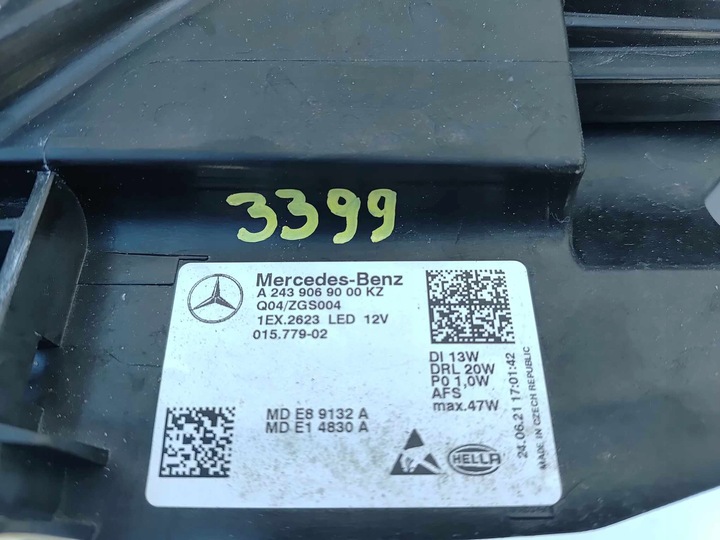 3399
Mercedes-Benz
A 243 906 90 00 KZ
Q04/ZGS004
1EX.2623 LED 12V
015.779-02
DI 13W
DRL 20W
PO 1,0W
AFS
max.47W
24.06.21 17:01:42
MADE IN CZECH REPUBLIC
MD E8 9132 A
MD E1 4830 A
HELLA